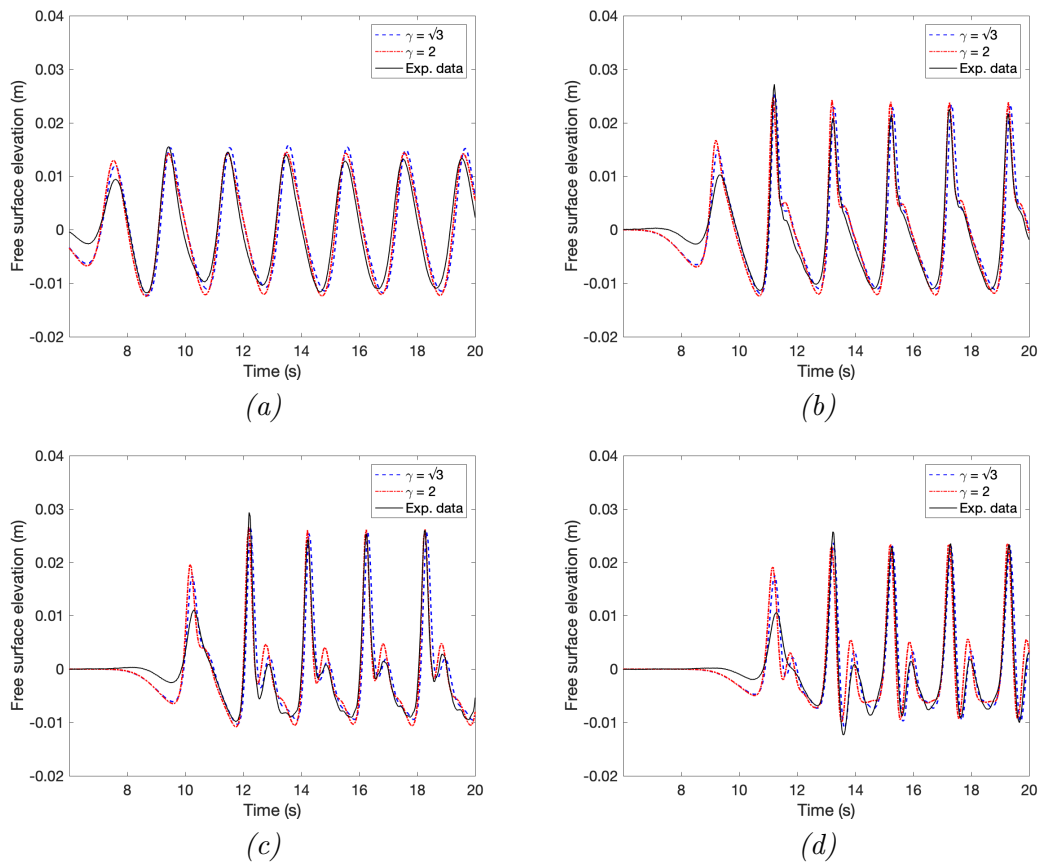 0.04
0.03
0.02
0.01
0
-0.01
-0.02
Free surface elevation (m)
γ = √3
γ = 2
Exp. data
8 10 12 14 16 18 20
Time (s)
(a)
0.04
0.03
0.02
0.01
0
-0.01
-0.02
Free surface elevation (m)
γ = √3
γ = 2
Exp. data
8 10 12 14 16 18 20
Time (s)
(b)
0.04
0.03
0.02
0.01
0
-0.01
-0.02
Free surface elevation (m)
γ = √3
γ = 2
Exp. data
8 10 12 14 16 18 20
Time (s)
(c)
0.04
0.03
0.02
0.01
0
-0.01
-0.02
Free surface elevation (m)
γ = √3
γ = 2
Exp. data
8 10 12 14 16 18 20
Time (s)
(d)